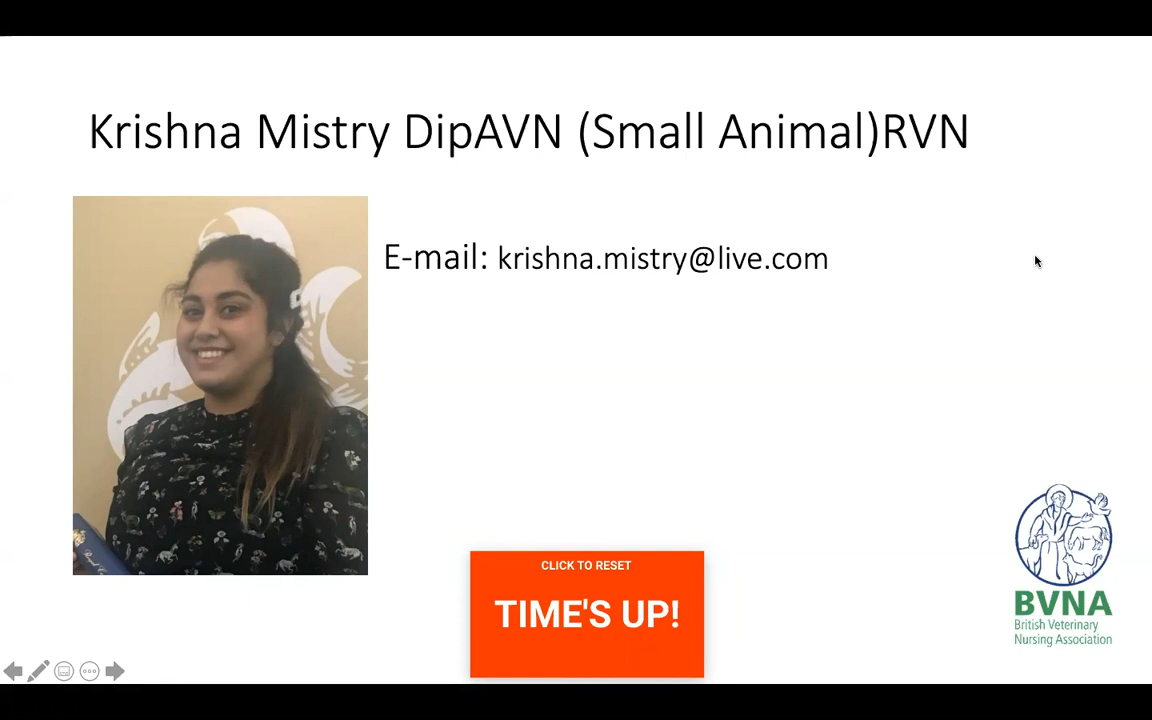 Krishna Mistry DipAVN (Small Animal)RVN
E-mail: krishna.mistry@live.com
CLICK TO RESET
TIME'S UP!
BVNA
British Veterinary
Nursing Association